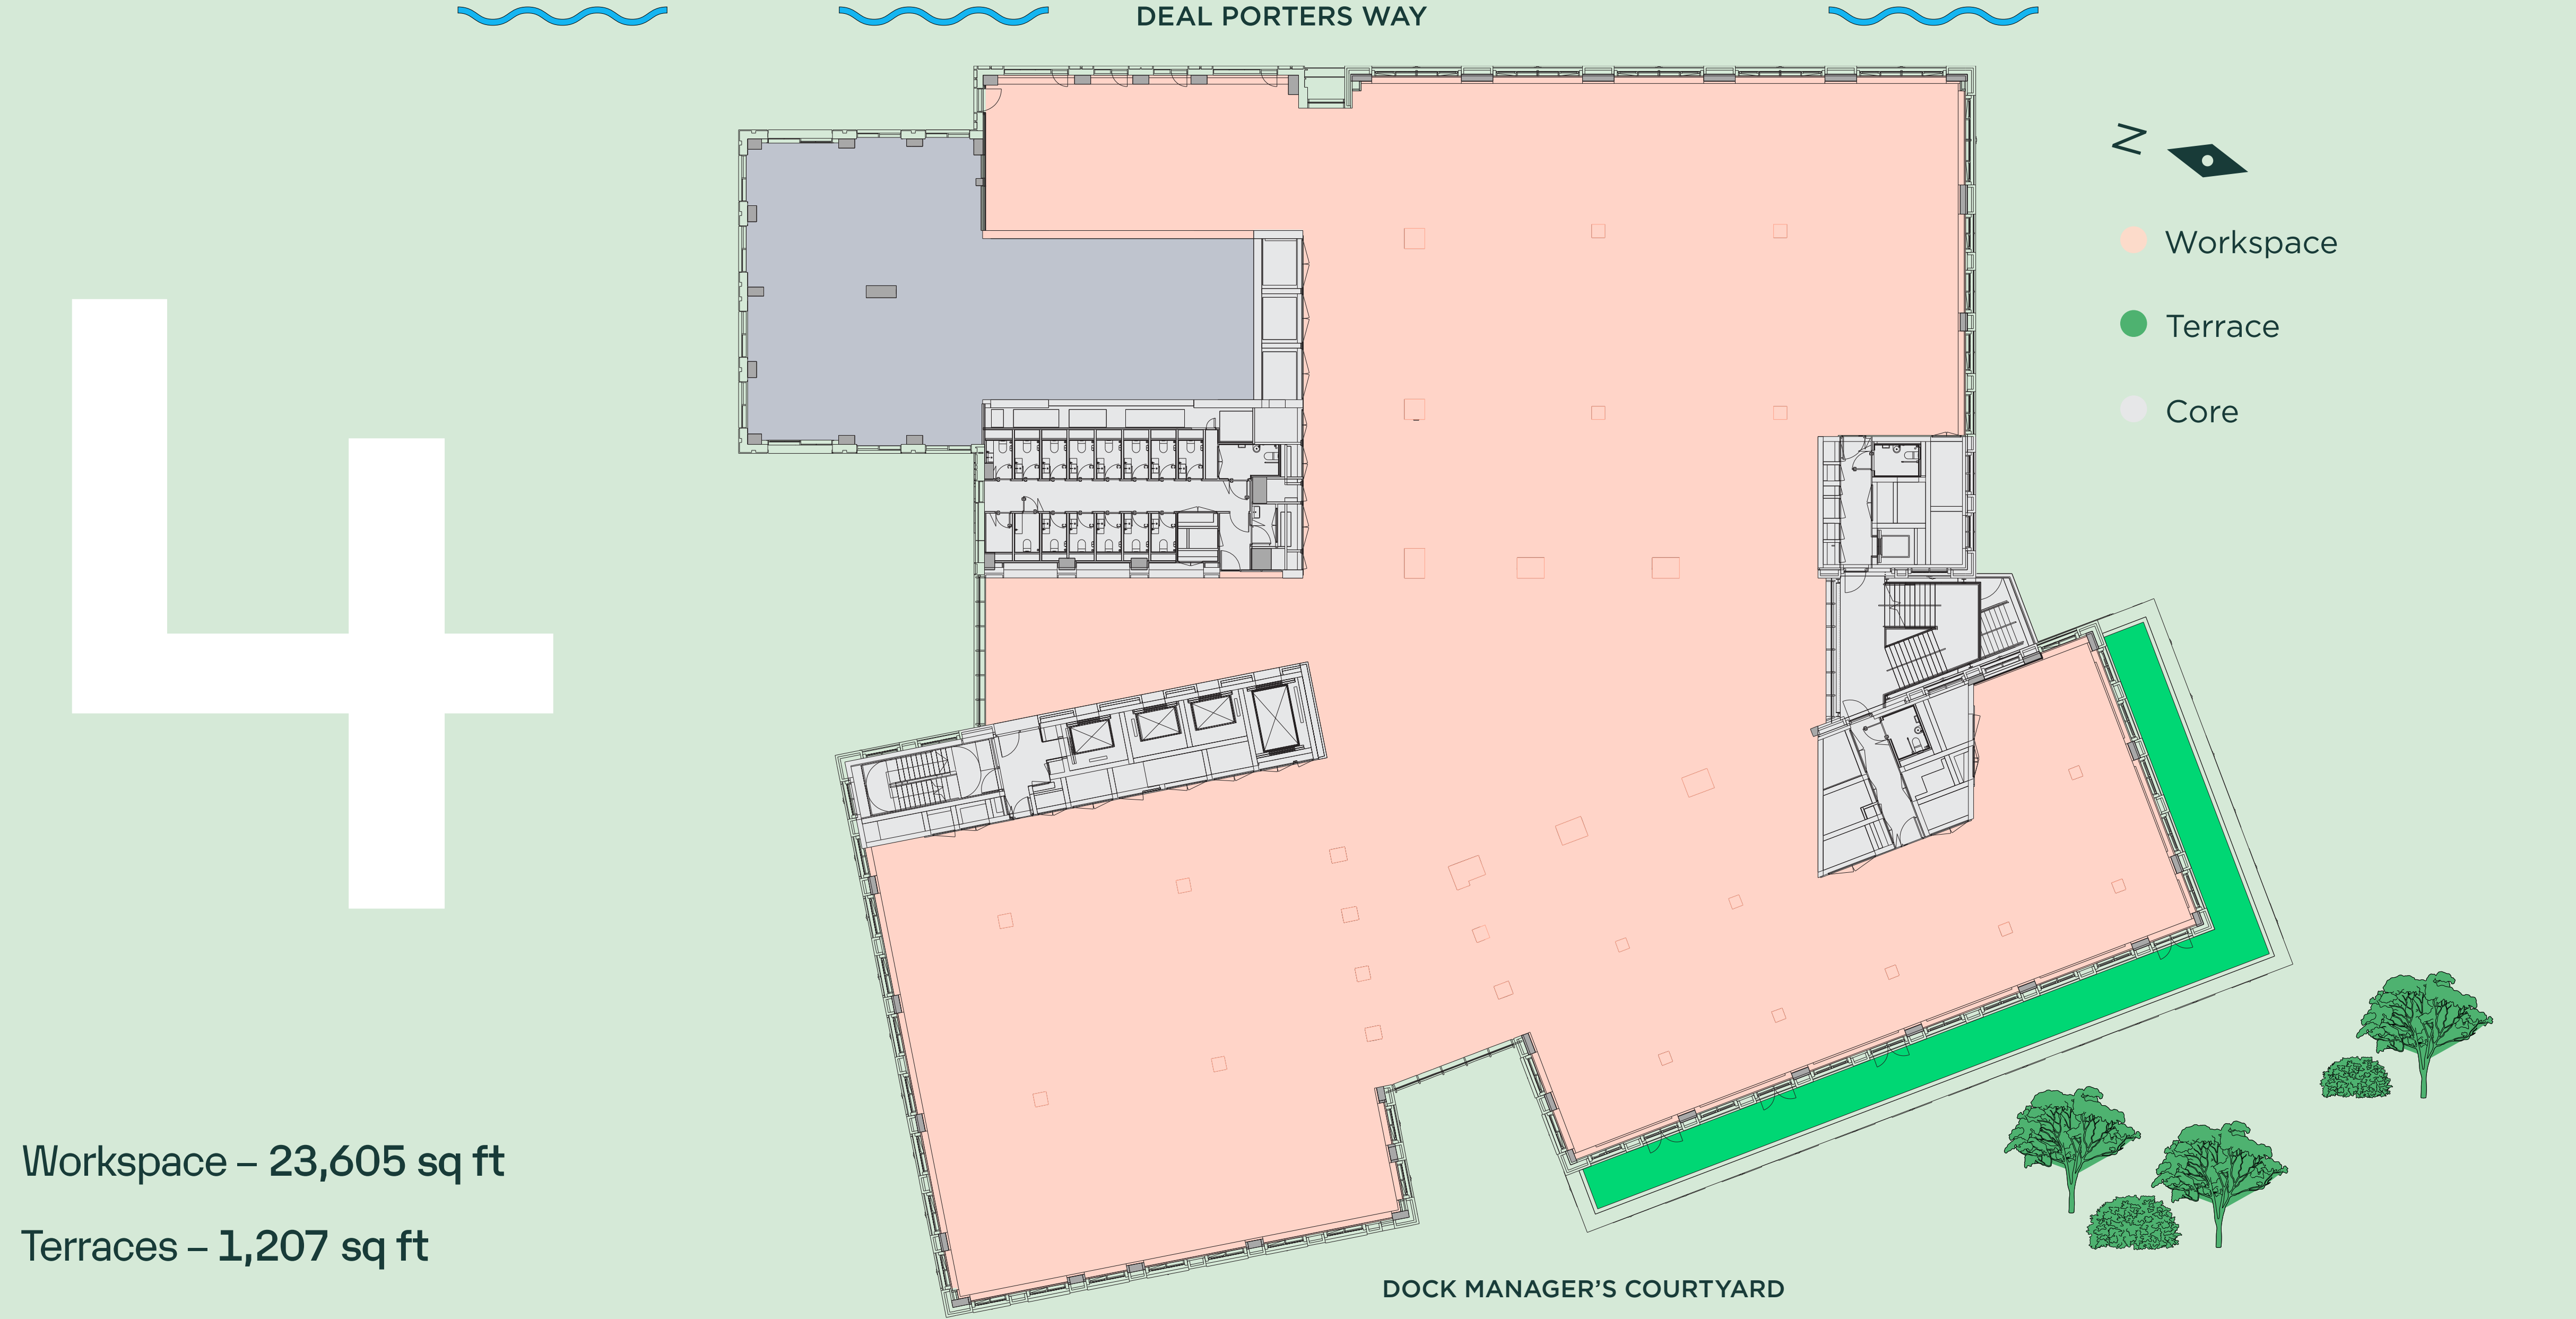 DEAL PORTERS WAY
N
Workspace
Terrace
Core
4
Workspace – 23,605 sq ft
Terraces – 1,207 sq ft
DOCK MANAGER’S COURTYARD